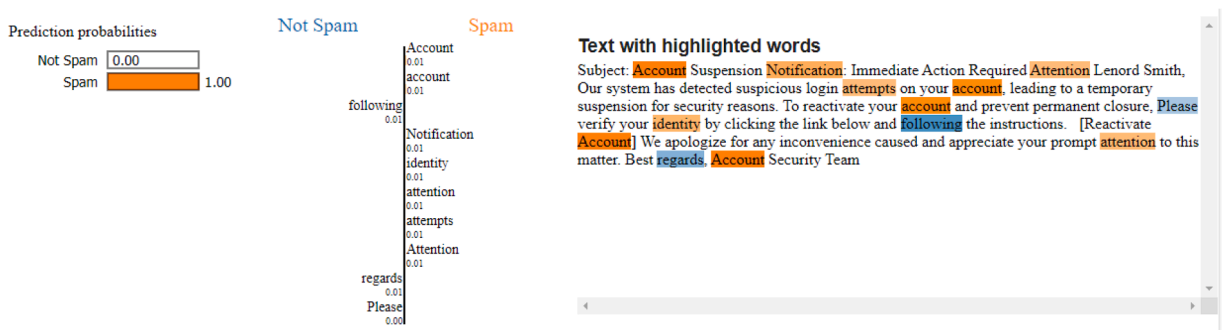 Prediction probabilities
Not Spam 0.00
Spam 1.00
Not Spam Spam
Account
0.01
account
0.01
following
0.01
Notification
0.01
identity
0.01
attention
0.01
attempts
0.01
Attention
0.01
regards
0.01
Please
0.00
Text with highlighted words
Subject: Account Suspension Notification: Immediate Action Required Attention Lenord Smith,
Our system has detected suspicious login attempts on your account, leading to a temporary
suspension for security reasons. To reactivate your account and prevent permanent closure, Please
verify your identity by clicking the link below and following the instructions. [Reactivate
Account] We apologize for any inconvenience caused and appreciate your prompt attention to this
matter. Best regards, Account Security Team